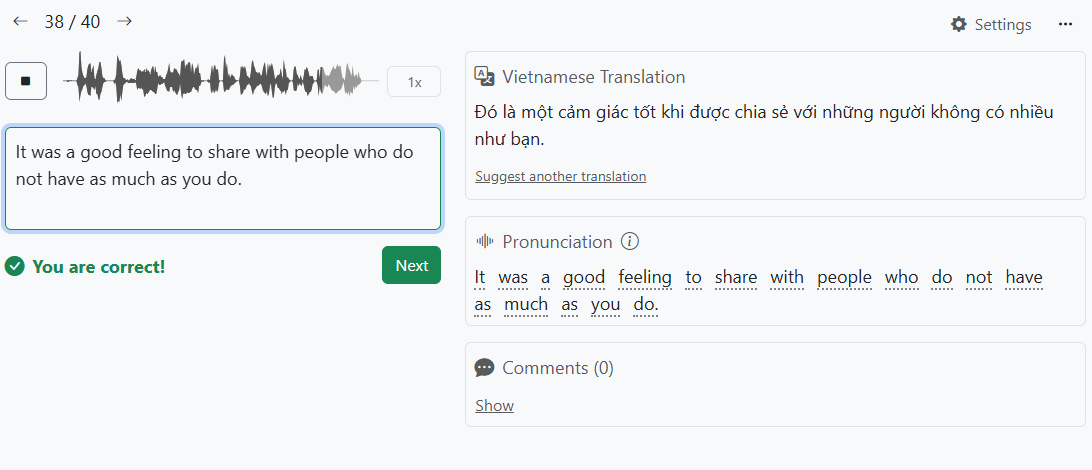 38 / 40
Settings
1x
It was a good feeling to share with people who do
not have as much as you do.
You are correct!
Next
Vietnamese Translation
Đó là một cảm giác tốt khi được chia sẻ với những người không có nhiều
như bạn.
Suggest another translation
Pronunciation
It was a good feeling to share with people who do not have
as much as you do.
Comments (0)
Show